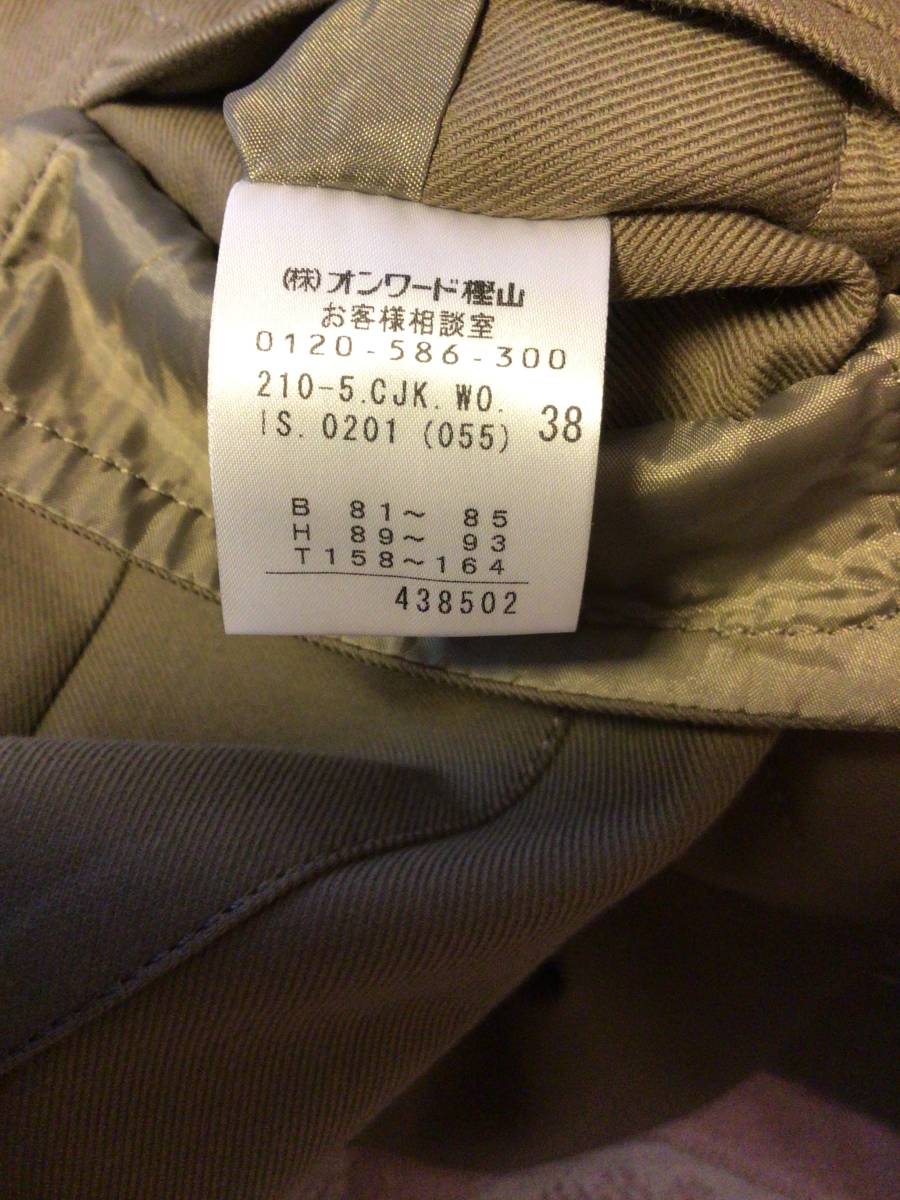 (株)オンワード樫山
お客様相談室
0120-586-300
210-5.CJK.WO.
IS.0201(055) 38
B 81～ 85
H 89～ 93
T158～164
438502